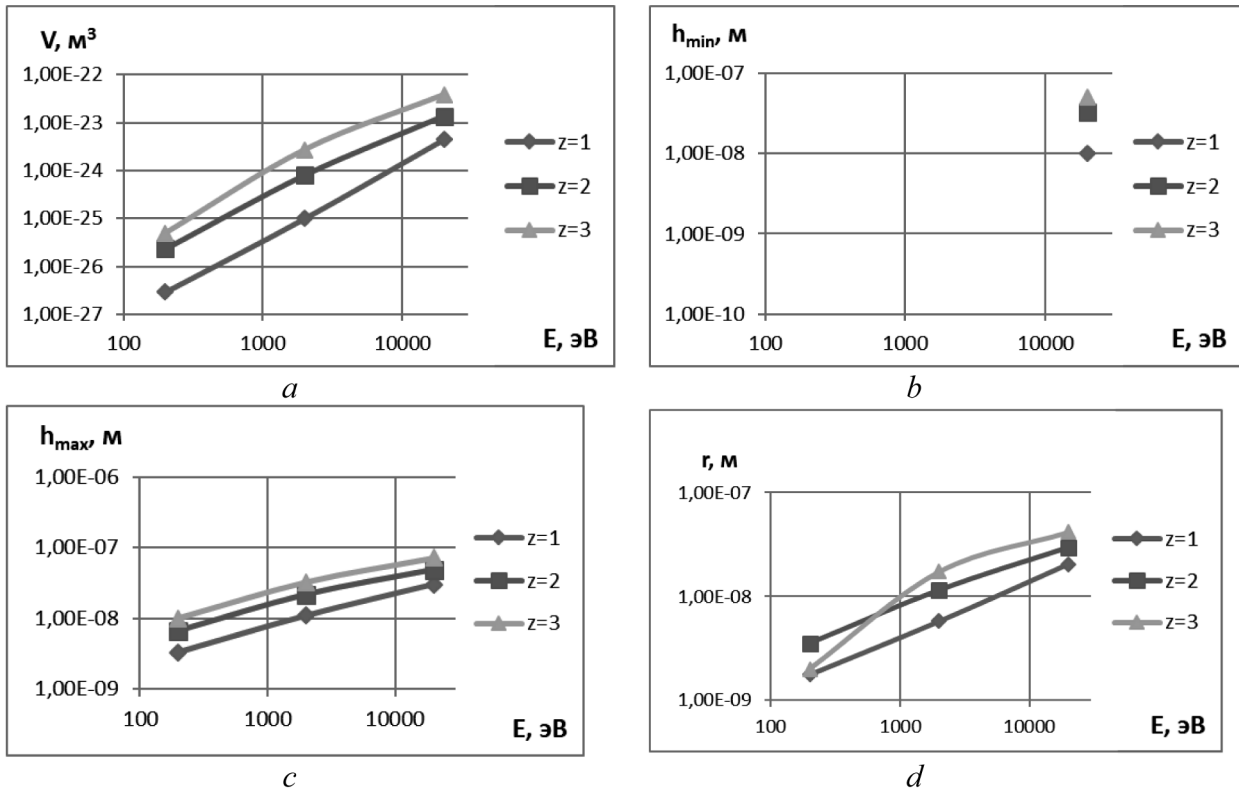 V, м³
1,00E-22
1,00E-23
1,00E-24
1,00E-25
1,00E-26
1,00E-27
100
1000
10000
E, эВ
z=1
z=2
z=3
a
hmin, м
1,00E-07
1,00E-08
1,00E-09
1,00E-10
100
1000
10000
E, эВ
z=1
z=2
z=3
b
hmax, м
1,00E-06
1,00E-07
1,00E-08
1,00E-09
100
1000
10000
E, эВ
z=1
z=2
z=3
c
r, м
1,00E-07
1,00E-08
1,00E-09
100
1000
10000
E, эВ
z=1
z=2
z=3
d